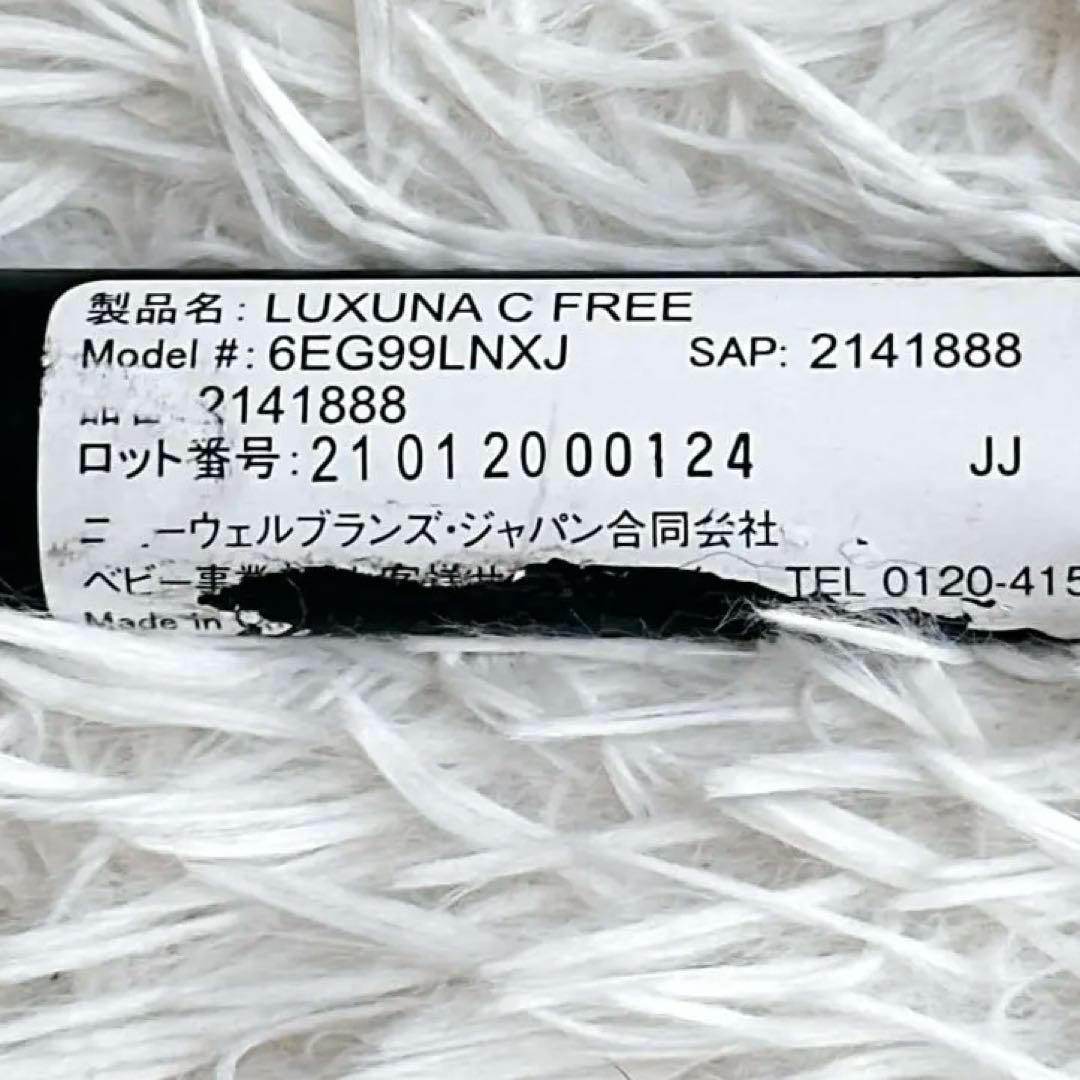 製品名: LUXUNA C FREE
Model #: 6EG99LNXJ SAP: 2141888
2141888
ロット番号: 21 01 20 00124 JJ
ーウェルブランズ・ジャパン合同会社
ベビー事業 TEL 0120-415
Made in